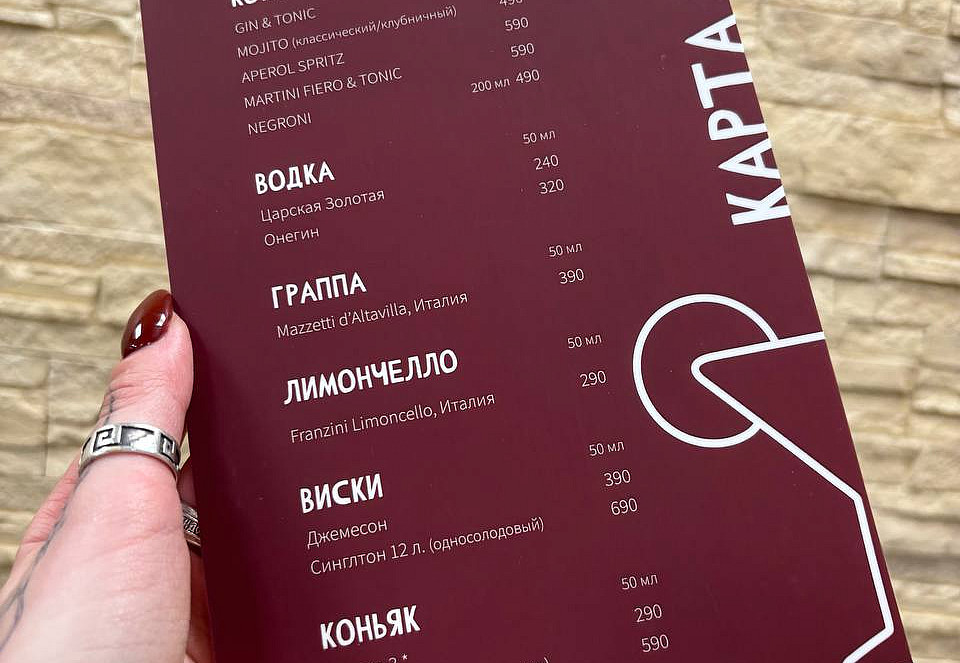 GIN & TONIC
MOJITO (классический/клубничный) 490
APEROL SPRITZ 590
MARTINI FIERO & TONIC 590
NEGRONI 200 мл 490
ВОДКА 50 мл
Царская Золотая 240
Онегин 320
ГРАППА 50 мл
Mazzetti d'Altavilla, Италия 390
ЛИМОНЧЕЛЛО 50 мл
Franzini Limoncello, Италия 290
ВИСКИ 50 мл
Джемесон 390
Синглтон 12 л. (односолодовый) 690
КОНЬЯК 50 мл
290
590
КАРТА